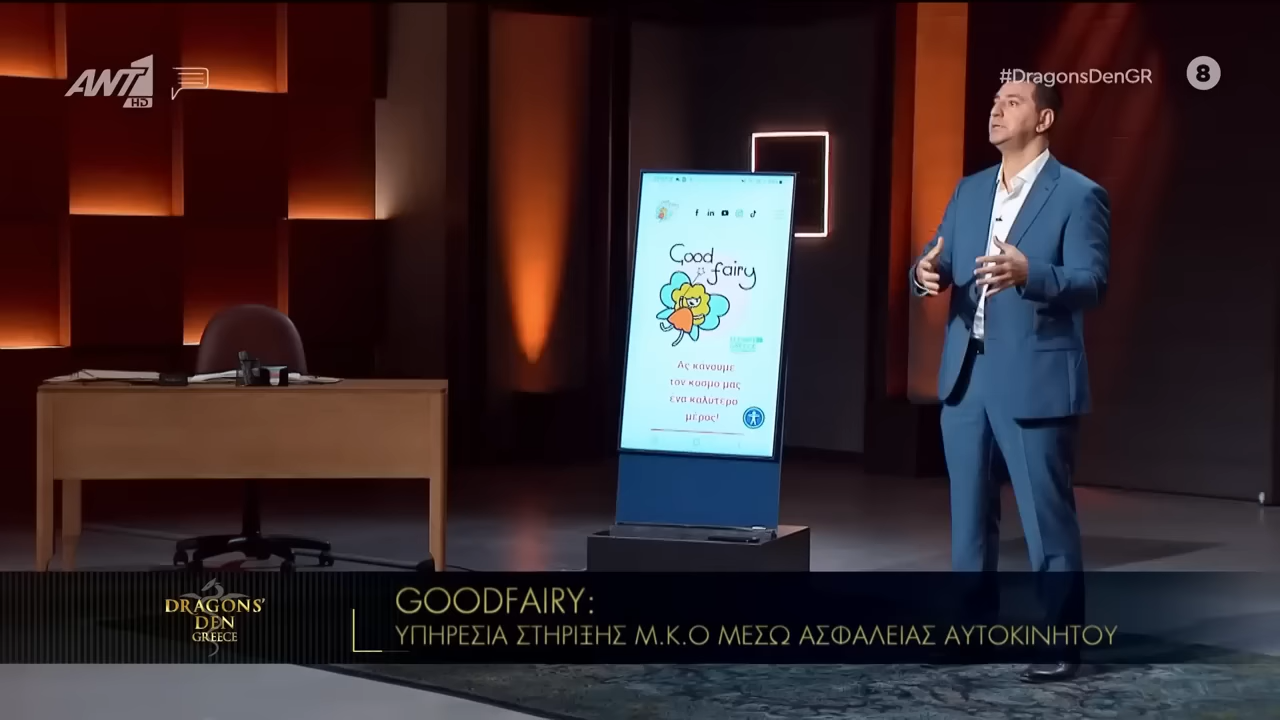 ANT1
HD
#DragonsDenGR
8
Good
fairy
Ας κάνουμε
τον κόσμο μας
ένα καλύτερο
μέρος!
DRAGONS'
DEN
GREECE
GOODFAIRY:
ΥΠΗΡΕΣΙΑ ΣΤΗΡΙΞΗΣ Μ.Κ.Ο ΜΕΣΩ ΑΣΦΑΛΕΙΑΣ ΑΥΤΟΚΙΝΗΤΟΥ